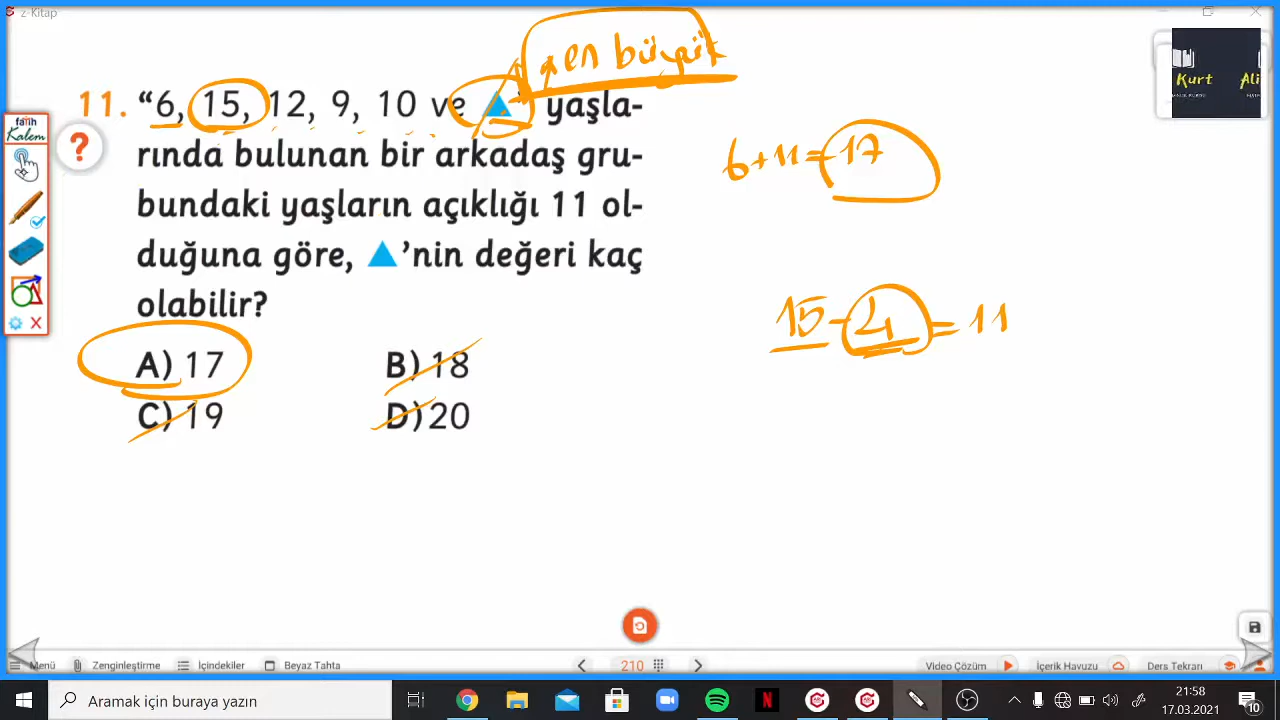 z-Kitap
en büyük
11. "6, 15, 12, 9, 10 ve ▲" yaşla-
rında bulunan bir arkadaş gru-
bundaki yaşların açıklığı 11 ol-
duğuna göre, ▲'nin değeri kaç
olabilir?
A) 17 B) 18
C) 19 D) 20
6+11=17
15-4=11
fatih
Kalem
?
Kurt Ali
Menü Zenginleştirme İçindekiler Beyaz Tahta 210 Video Çözüm İçerik Havuzu Ders Tekrarı
Aramak için buraya yazın
21:58
17.03.2021
10